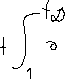 + ∫₁^{+∞} ∂